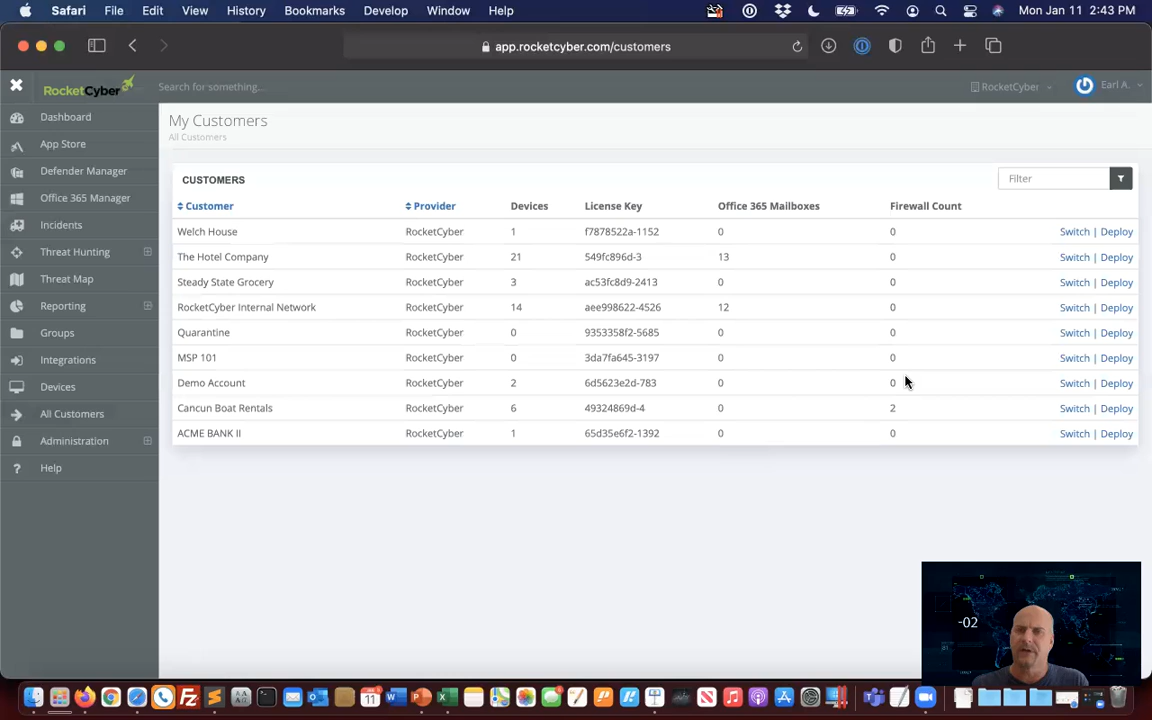 Safari File Edit View History Bookmarks Develop Window Help Mon Jan 11 2:43 PM
app.rocketcyber.com/customers
RocketCyber Search for something... RocketCyber Earl A.
Dashboard
App Store
Defender Manager
Office 365 Manager
Incidents
Threat Hunting
Threat Map
Reporting
Groups
Integrations
Devices
All Customers
Administration
Help
My Customers
All Customers
CUSTOMERS Filter
Customer Provider Devices License Key Office 365 Mailboxes Firewall Count
Welch House RocketCyber 1 f7878522a-1152 0 0 Switch | Deploy
The Hotel Company RocketCyber 21 549fc896d-3 13 0 Switch | Deploy
Steady State Grocery RocketCyber 3 ac53fc8d9-2413 0 0 Switch | Deploy
RocketCyber Internal Network RocketCyber 14 aee998622-4526 12 0 Switch | Deploy
Quarantine RocketCyber 0 9353358f2-5685 0 0 Switch | Deploy
MSP 101 RocketCyber 0 3da7fa645-3197 0 0 Switch | Deploy
Demo Account RocketCyber 2 6d5623e2d-783 0 0 Switch | Deploy
Cancun Boat Rentals RocketCyber 6 49324869d-4 0 2 Switch | Deploy
ACME BANK II RocketCyber 1 65d35e6f2-1392 0 0 Switch | Deploy
-02